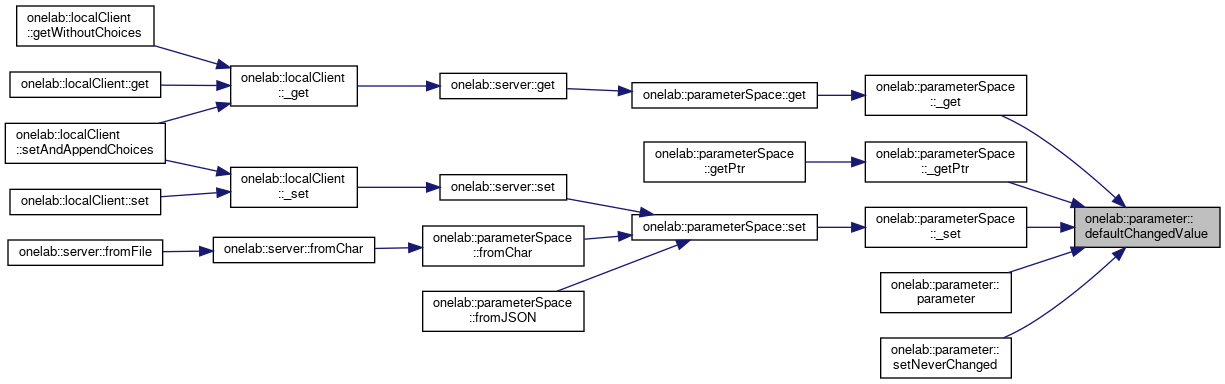 onelab::localClient
::getWithoutChoices
onelab::localClient::get
onelab::localClient
::setAndAppendChoices
onelab::localClient::set
onelab::server::fromFile
onelab::localClient
::_get
onelab::localClient
::_set
onelab::server::fromChar
onelab::server::get
onelab::server::set
onelab::parameterSpace
::fromChar
onelab::parameterSpace
::fromJSON
onelab::parameterSpace::get
onelab::parameterSpace
::getPtr
onelab::parameterSpace::set
onelab::parameterSpace
::_get
onelab::parameterSpace
::_getPtr
onelab::parameterSpace
::_set
onelab::parameter::
parameter
onelab::parameter::
setNeverChanged
onelab::parameter::
defaultChangedValue